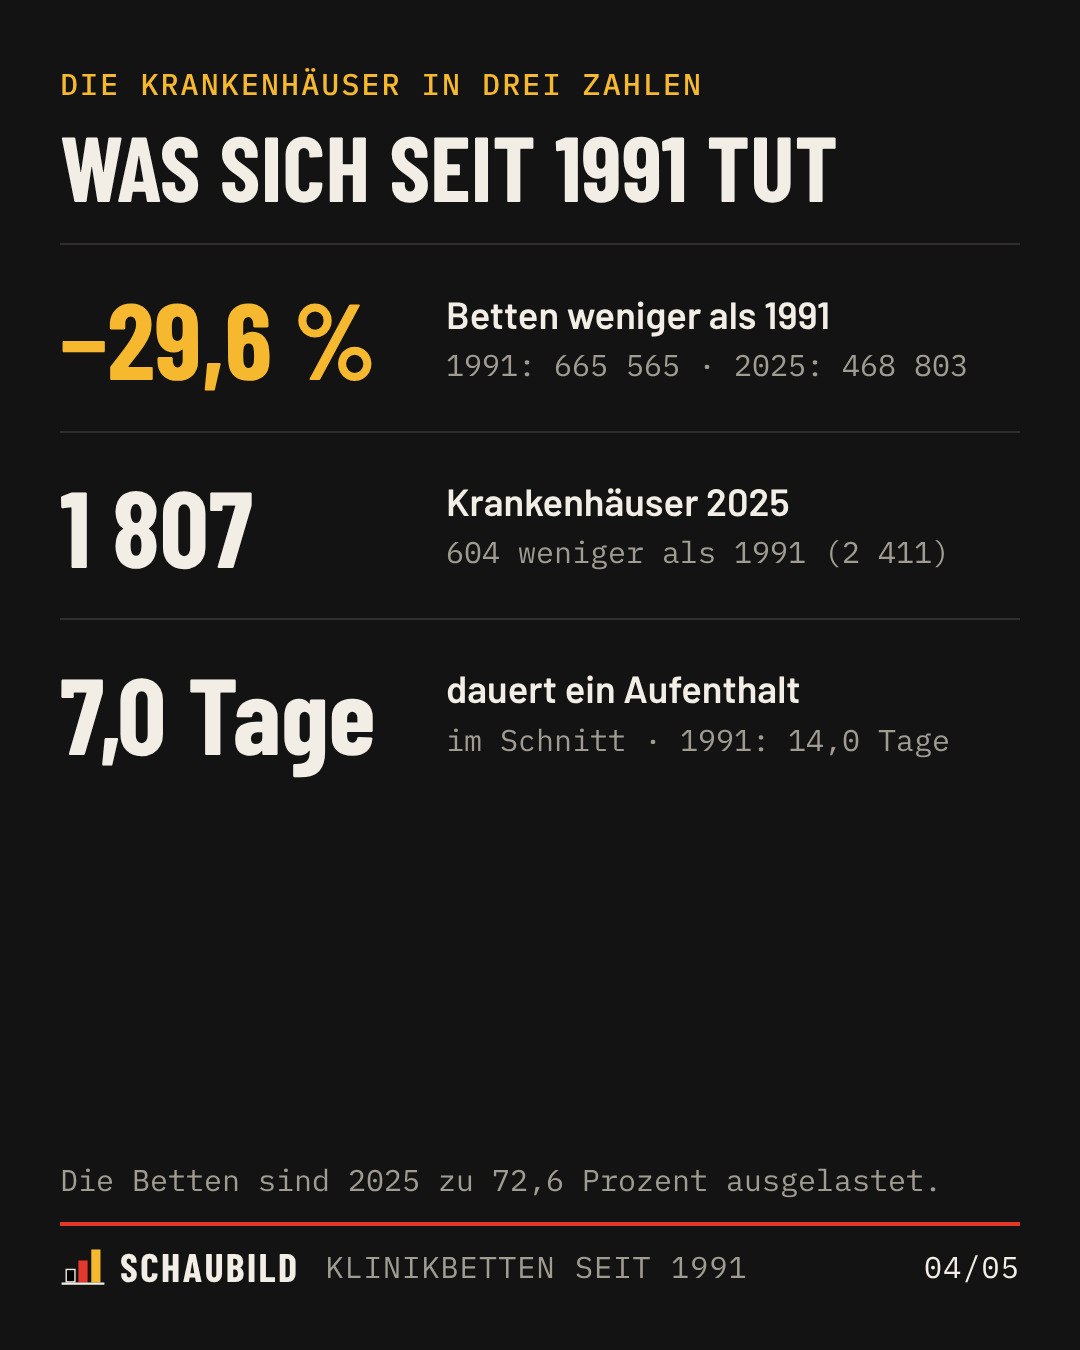 DIE KRANKENHÄUSER IN DREI ZAHLEN
WAS SICH SEIT 1991 TUT
–29,6 %
Betten weniger als 1991
1991: 665 565 · 2025: 468 803
1 807
Krankenhäuser 2025
604 weniger als 1991 (2 411)
7,0 Tage
dauert ein Aufenthalt
im Schnitt · 1991: 14,0 Tage
Die Betten sind 2025 zu 72,6 Prozent ausgelastet.
SCHAUBILD KLINIKBETTEN SEIT 1991 04/05